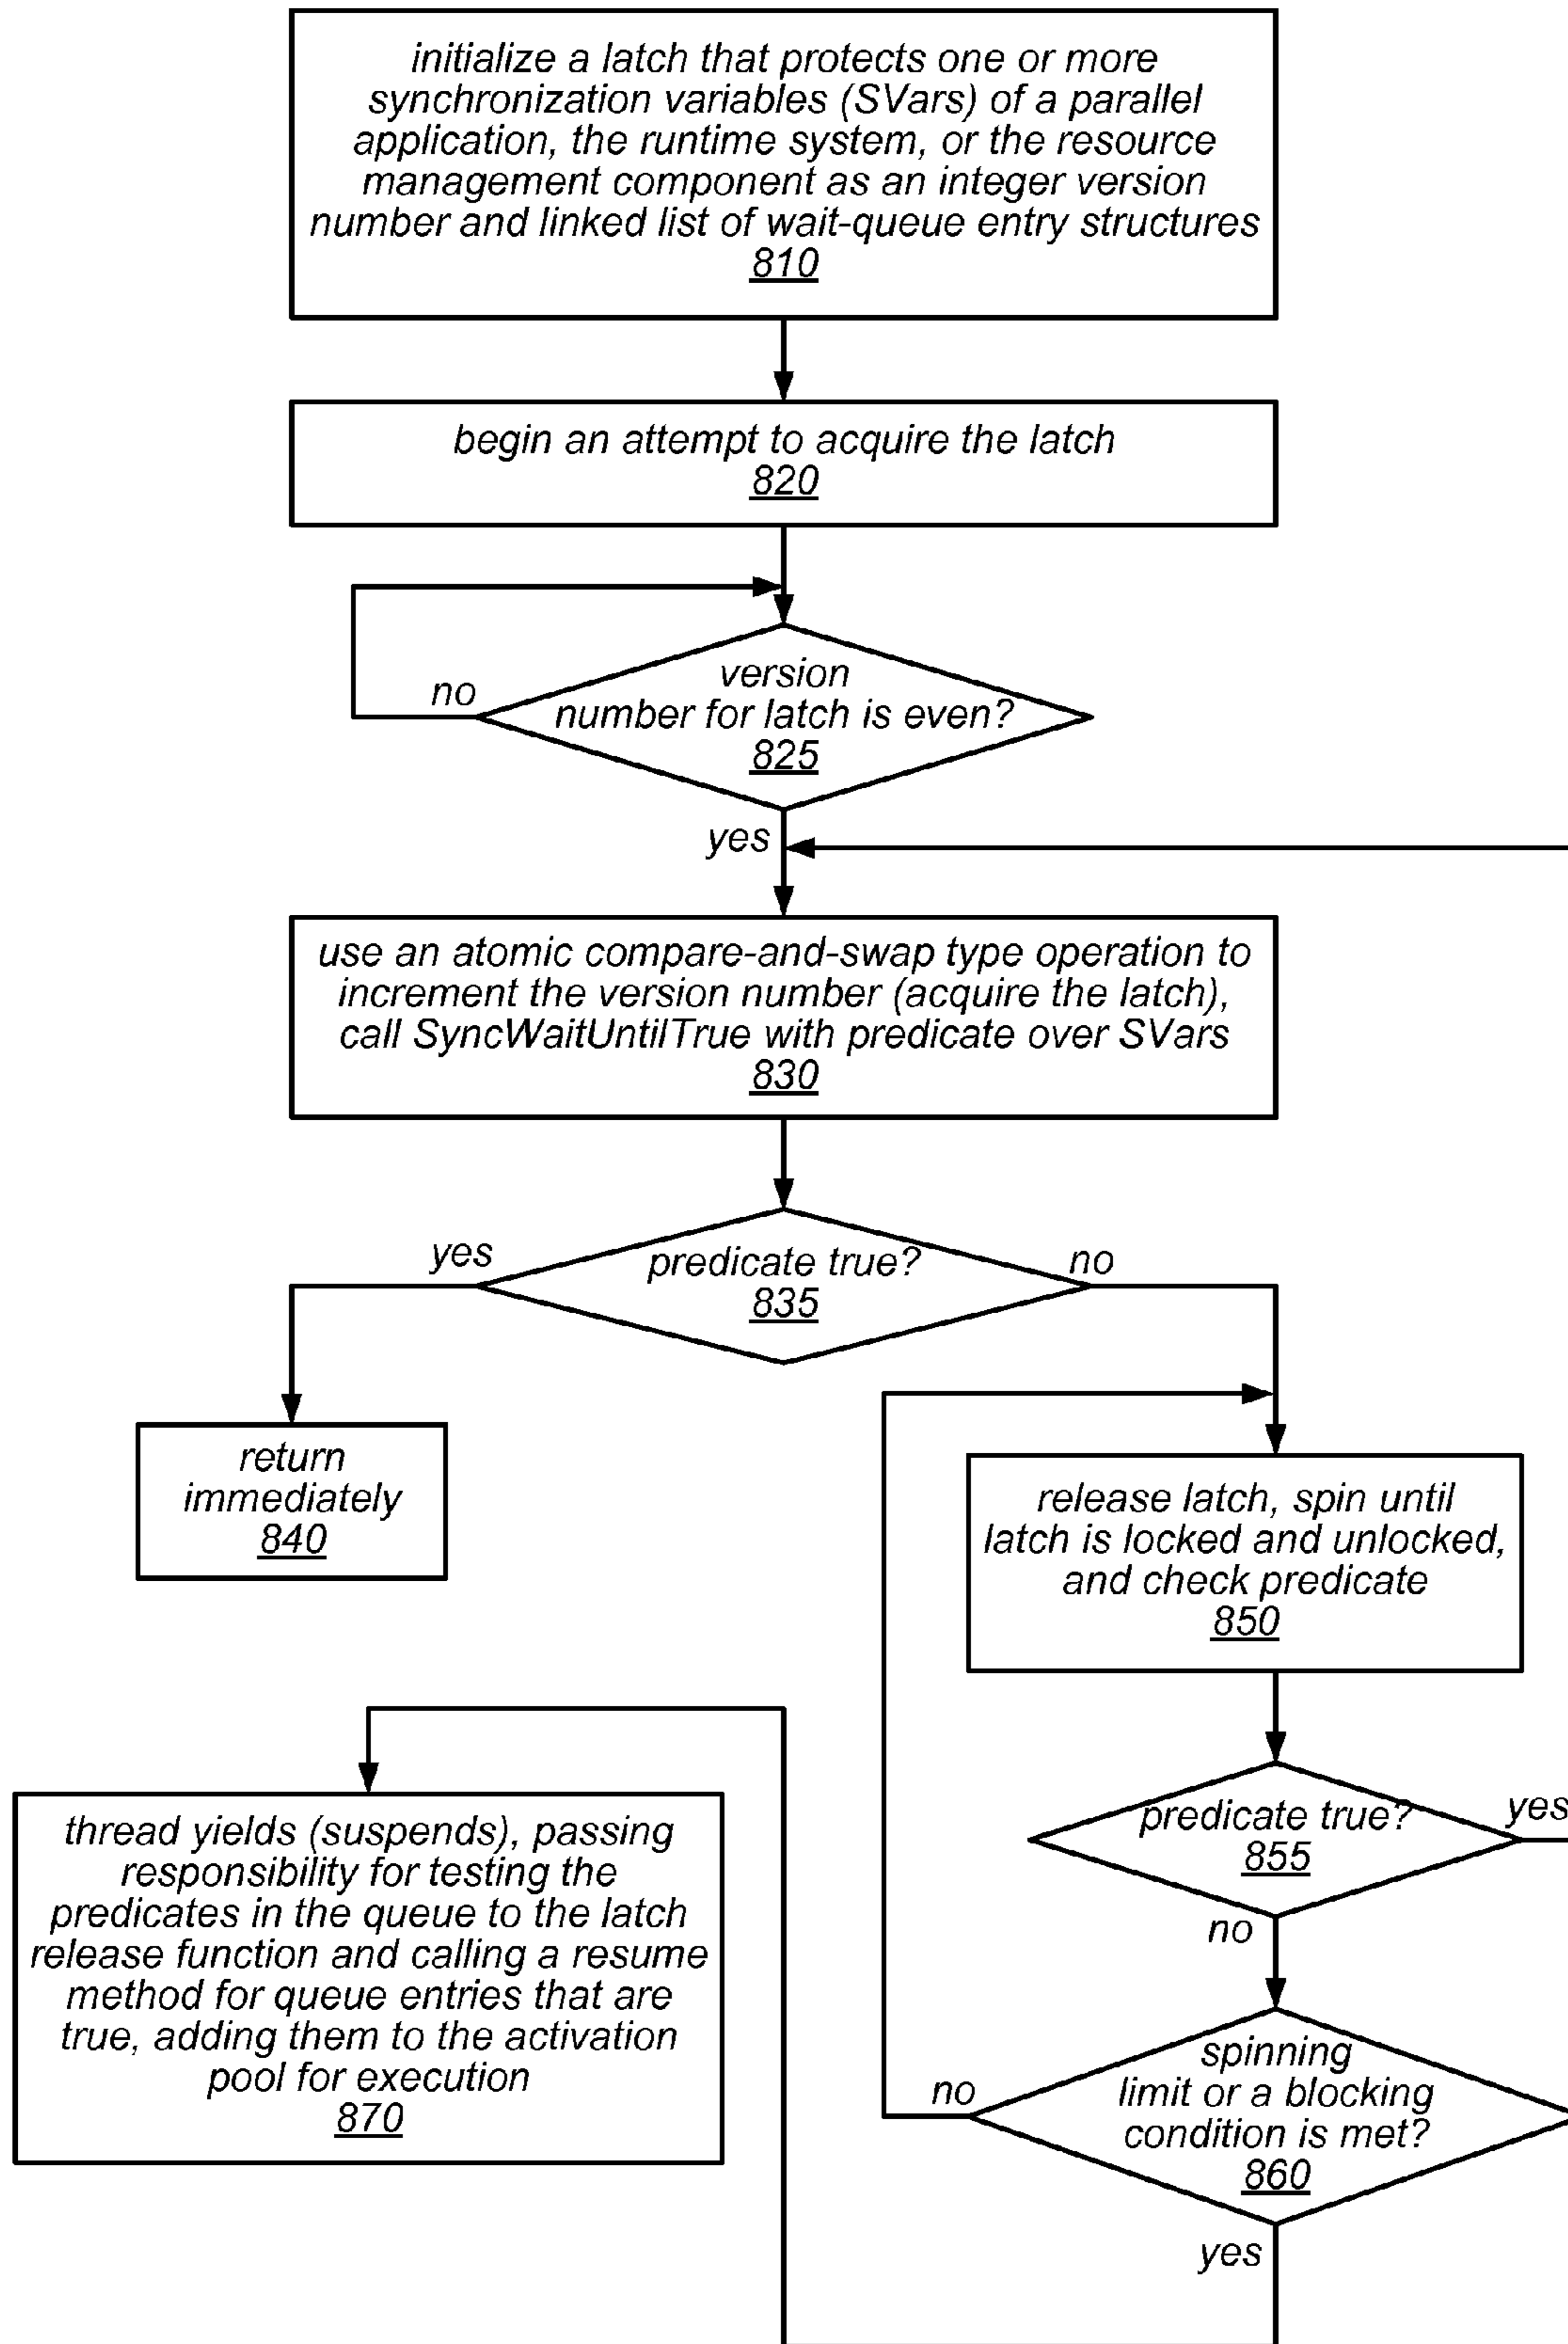 initialize a latch that protects one or more
synchronization variables (SVars) of a parallel
application, the runtime system, or the resource
management component as an integer version
number and linked list of wait-queue entry structures
810
begin an attempt to acquire the latch
820
version
number for latch is even?
825
no
yes
use an atomic compare-and-swap type operation to
increment the version number (acquire the latch),
call SyncWaitUntilTrue with predicate over SVars
830
predicate true?
835
yes
no
return
immediately
840
release latch, spin until
latch is locked and unlocked,
and check predicate
850
predicate true?
855
yes
no
spinning
limit or a blocking
condition is met?
860
no
yes
thread yields (suspends), passing
responsibility for testing the
predicates in the queue to the latch
release function and calling a resume
method for queue entries that are
true, adding them to the activation
pool for execution
870